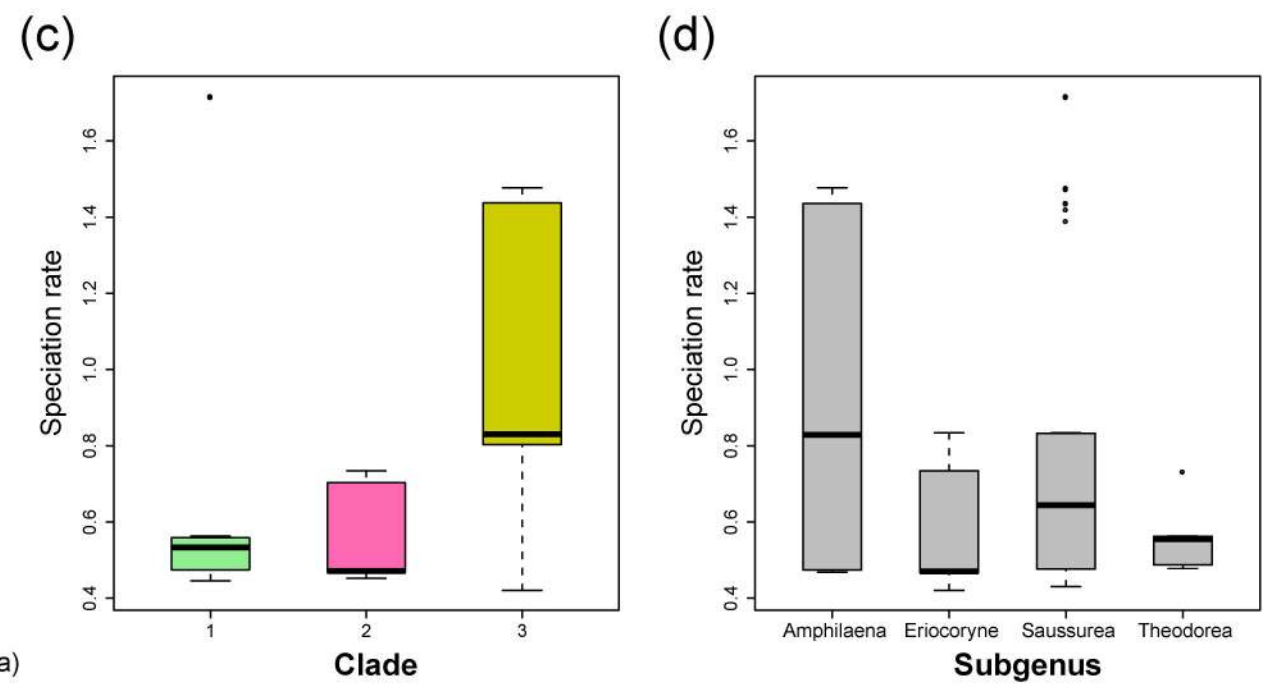 (c)
(d)
Speciation rate
1.6
1.4
1.2
1.0
0.8
0.6
0.4
1
2
3
Clade
a)
Speciation rate
1.6
1.4
1.2
1.0
0.8
0.6
0.4
Amphilaena Eriocoryne Saussurea Theodorea
Subgenus